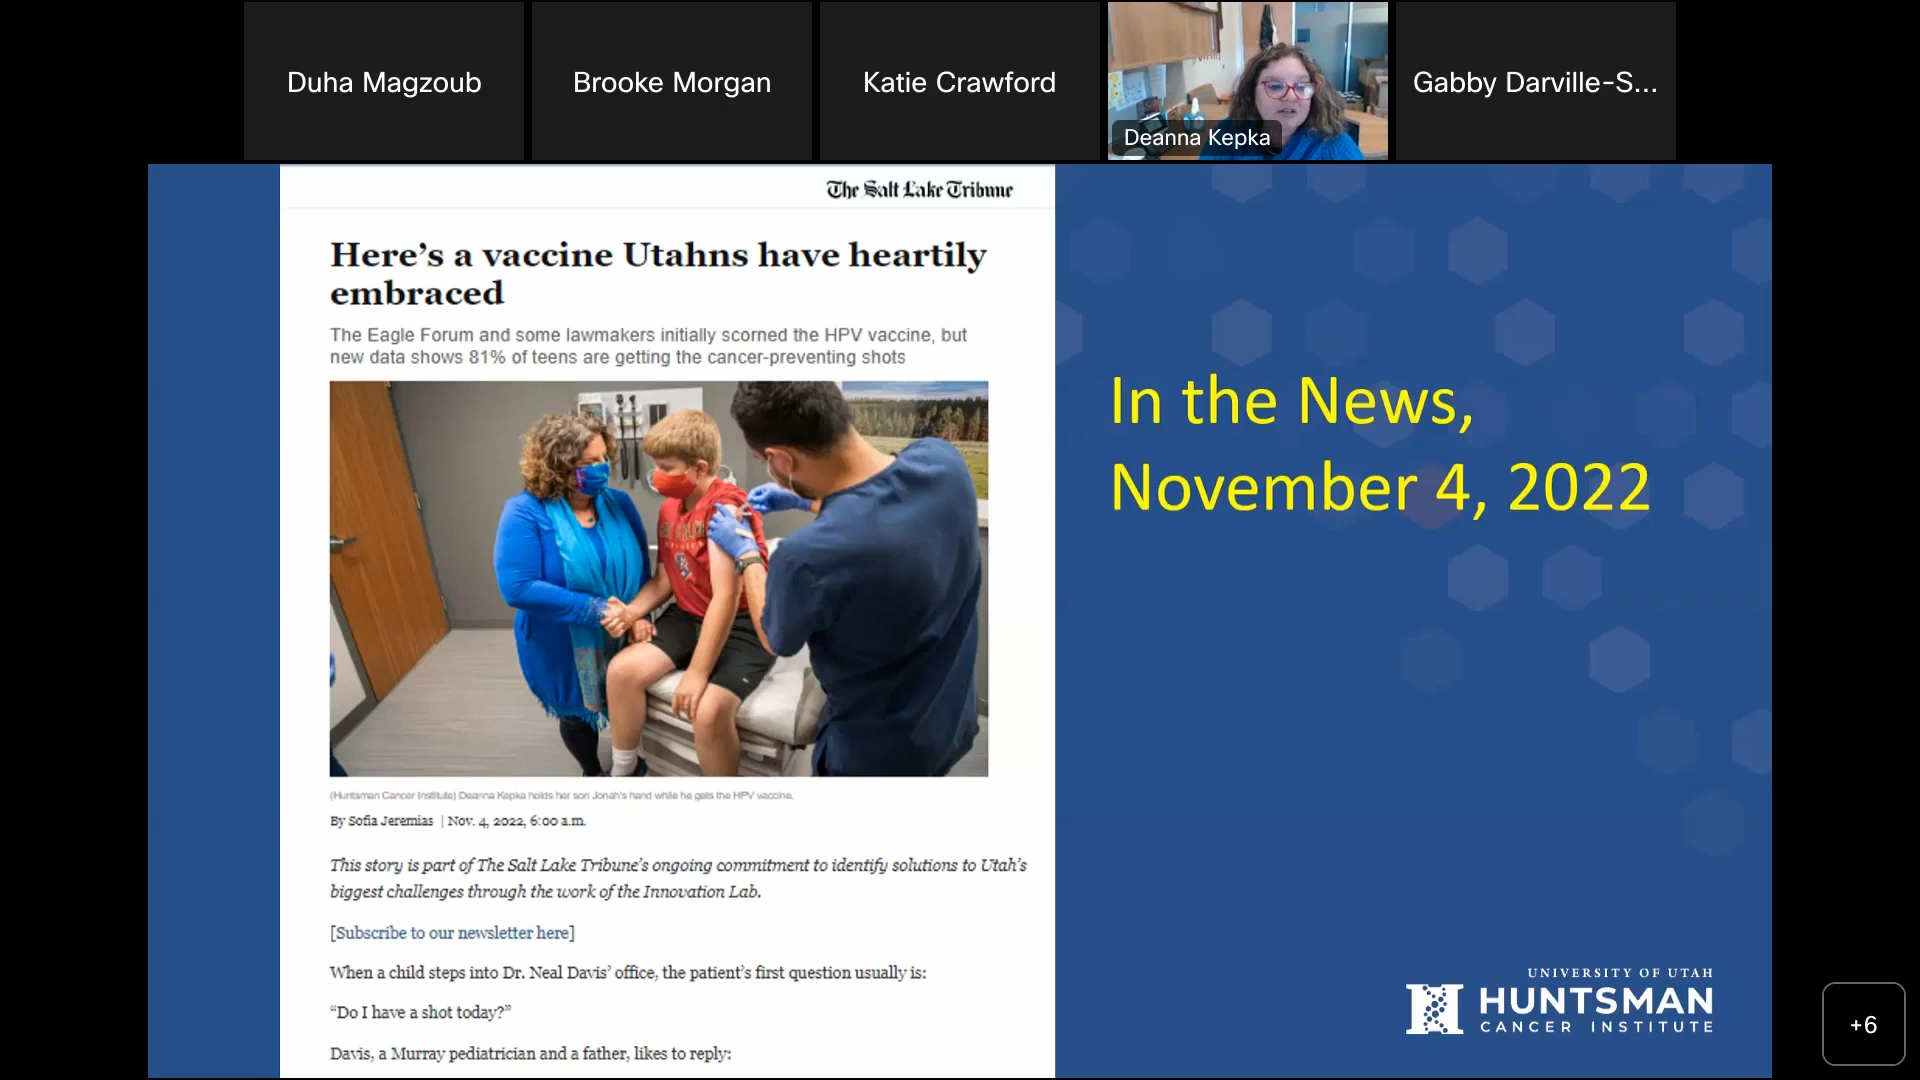 Duha Magzoub
Brooke Morgan
Katie Crawford
Deanna Kepka
Gabby Darville-S...
The Salt Lake Tribune
Here's a vaccine Utahns have heartily
embraced
The Eagle Forum and some lawmakers initially scorned the HPV vaccine, but
new data shows 81% of teens are getting the cancer-preventing shots
(Huntsman Cancer Institute) Deanna Kepka holds her son Jonah's hand while he gets the HPV vaccine.
By Sofia Jeremias | Nov. 4, 2022, 6:00 a.m.
This story is part of The Salt Lake Tribune's ongoing commitment to identify solutions to Utah's
biggest challenges through the work of the Innovation Lab.
[Subscribe to our newsletter here]
When a child steps into Dr. Neal Davis' office, the patient's first question usually is:
“Do I have a shot today?”
Davis, a Murray pediatrician and a father, likes to reply:
In the News,
November 4, 2022
UNIVERSITY OF UTAH
HUNTSMAN
CANCER INSTITUTE
+6